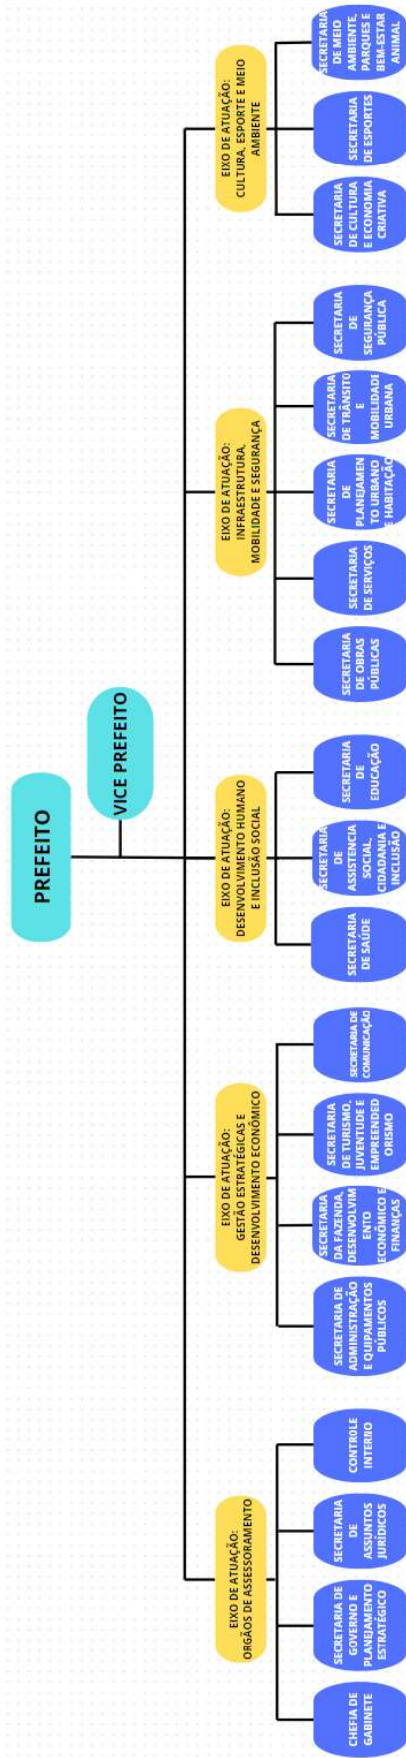 PREFEITO
VICE PREFEITO
EIXO DE ATUAÇÃO:
ORGÃOS DE ASSESSORAMENTO
CHEFIA DE
GABINETE
SECRETARIA DE
GOVERNO E
PLANEJAMENTO
ESTRATÉGICO
SECRETARIA
DE
ASSUNTOS
JURÍDICOS
CONTROLE
INTERNO
EIXO DE ATUAÇÃO:
GESTÃO ESTRATÉGICAS E
DESENVOLVIMENTO ECONÔMICO
SECRETARIA DE
ADMINISTRAÇÃO
E QUIPAMENTOS
PÚBLICOS
SECRETARIA
DA FAZENDA,
DESENVOLVIM
ENTO
ECONÔMICO E
FINANÇAS
SECRETARIA
DE TURISMO,
JUVENTUDE E
EMPREENDED
ORISMO
SECRETARIA DE
COMUNICAÇÃO
EIXO DE ATUAÇÃO:
DESENVOLVIMENTO HUMANO
E INCLUSÃO SOCIAL
SECRETARIA
DE SAÚDE
SECRETARIA
DE
ASSISTENCIA
SOCIAL,
CIDADANIA E
INCLUSÃO
SECRETARIA
DE
EDUCAÇÃO
EIXO DE ATUAÇÃO:
INFRAESTRUTURA,
MOBILIDADE E SEGURANÇA
SECRETARIA
DE OBRAS
PÚBLICAS
SECRETARIA
DE SERVIÇOS
SECRETARIA
DE
PLANEJAMEN
TO URBANO
E HABITAÇÃO
SECRETARIA
DE TRÂNSITO
E
MOBILIDADE
URBANA
SECRETARIA
DE
SEGURANÇA
PÚBLICA
EIXO DE ATUAÇÃO:
CULTURA, ESPORTE E MEIO
AMBIENTE
SECRETARIA
DE CULTURA
E ECONOMIA
CRIATIVA
SECRETARIA
DE ESPORTES
SECRETARIA
DE MEIO
AMBIENTE,
PARQUES E
BEM-ESTAR
ANIMAL